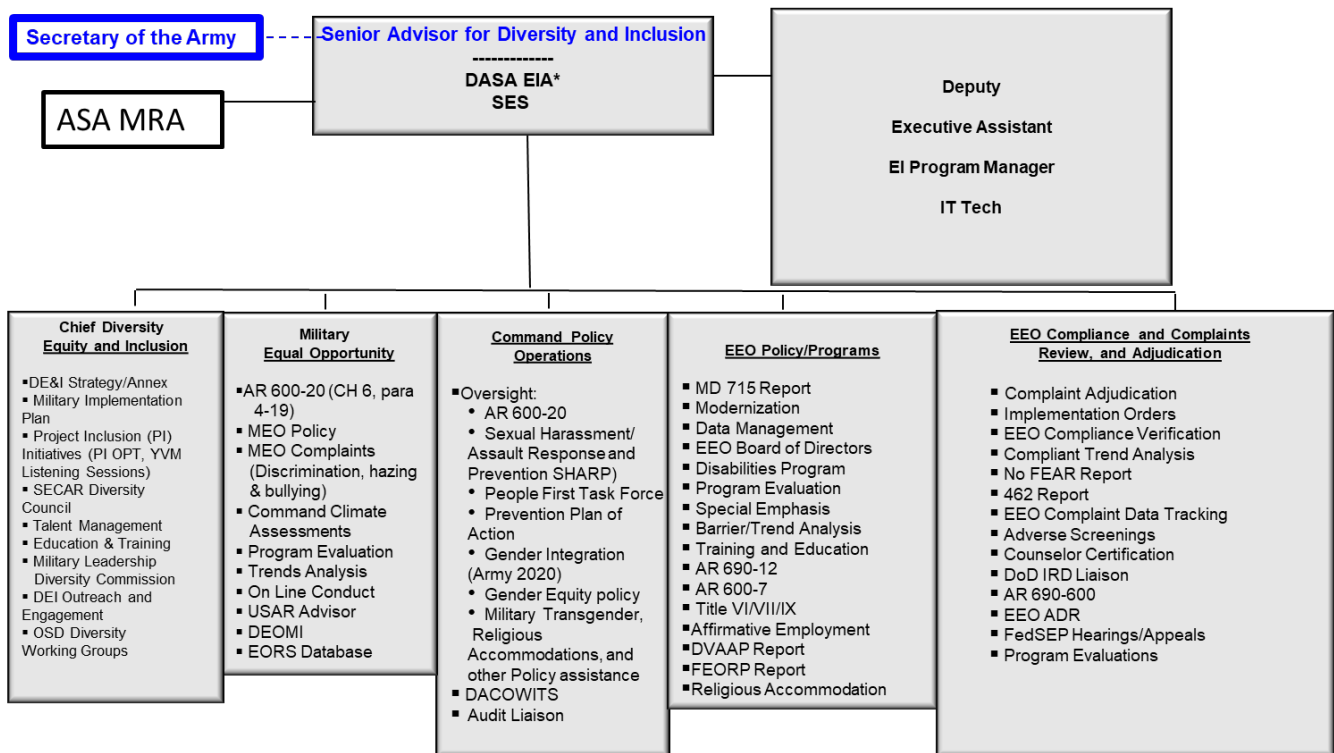 Secretary of the Army
Senior Advisor for Diversity and Inclusion
-------------
DASA EIA*
SES
ASA MRA
Deputy
Executive Assistant
EI Program Manager
IT Tech
Chief Diversity
Equity and Inclusion
▪DE&I Strategy/Annex
▪ Military Implementation
Plan
▪ Project Inclusion (PI)
Initiatives (PI OPT, YVM
Listening Sessions)
▪ SECAR Diversity
Council
▪ Talent Management
▪ Education & Training
▪ Military Leadership
Diversity Commission
▪ DEI Outreach and
Engagement
▪ OSD Diversity
Working Groups
Military
Equal Opportunity
▪AR 600-20 (CH 6, para
4-19)
▪ MEO Policy
▪ MEO Complaints
(Discrimination, hazing
& bullying)
▪ Command Climate
Assessments
▪ Program Evaluation
▪ Trends Analysis
▪ On Line Conduct
▪ USAR Advisor
▪ DEOMI
▪ EORS Database
Command Policy
Operations
▪Oversight:
• AR 600-20
• Sexual Harassment/
Assault Response and
Prevention SHARP)
• People First Task Force
• Prevention Plan of
Action
• Gender Integration
(Army 2020)
• Gender Equity policy
• Military Transgender,
Religious
Accommodations, and
other Policy assistance
▪ DACOWITS
▪ Audit Liaison
EEO Policy/Programs
▪ MD 715 Report
▪ Modernization
▪ Data Management
▪ EEO Board of Directors
▪ Disabilities Program
▪ Program Evaluation
▪ Special Emphasis
▪ Barrier/Trend Analysis
▪ Training and Education
▪ AR 690-12
▪ AR 600-7
▪ Title VI/VII/IX
▪Affirmative Employment
▪DVAAP Report
▪FEORP Report
▪Religious Accommodation
EEO Compliance and Complaints
Review, and Adjudication
▪ Complaint Adjudication
▪ Implementation Orders
▪ EEO Compliance Verification
▪ Compliant Trend Analysis
▪ No FEAR Report
▪ 462 Report
▪ EEO Complaint Data Tracking
▪ Adverse Screenings
▪ Counselor Certification
▪ DoD IRD Liaison
▪ AR 690-600
▪ EEO ADR
▪ FedSEP Hearings/Appeals
▪ Program Evaluations